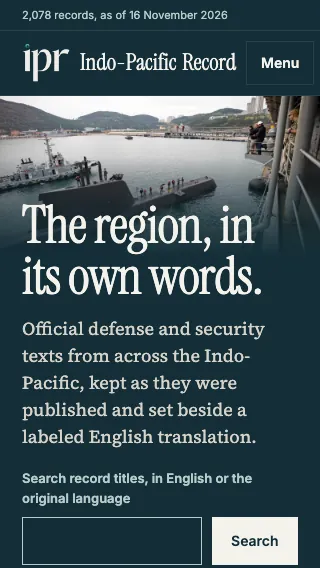 2,078 records, as of 16 November 2026
ipr Indo-Pacific Record
Menu
The region, in
its own words.
Official defense and security
texts from across the Indo-
Pacific, kept as they were
published and set beside a
labeled English translation.
Search record titles, in English or the
original language
Search